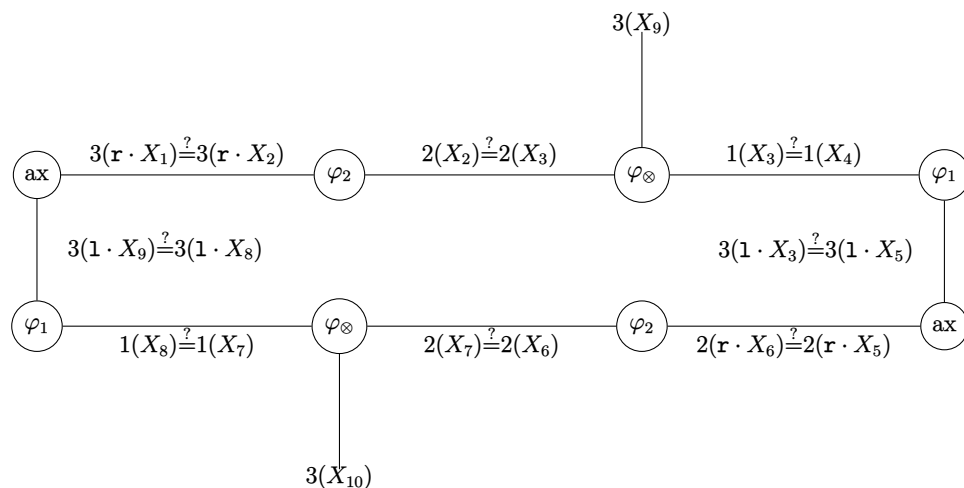 3(X₉)
3(r · X₁)≟3(r · X₂) 2(X₂)≟2(X₃) 1(X₃)≟1(X₄)
ax φ₂ φ⊗ φ₁
3(l · X₉)≟3(l · X₈) 3(l · X₃)≟3(l · X₅)
φ₁ φ⊗ φ₂ ax
1(X₈)≟1(X₇) 2(X₇)≟2(X₆) 2(r · X₆)≟2(r · X₅)
3(X₁₀)